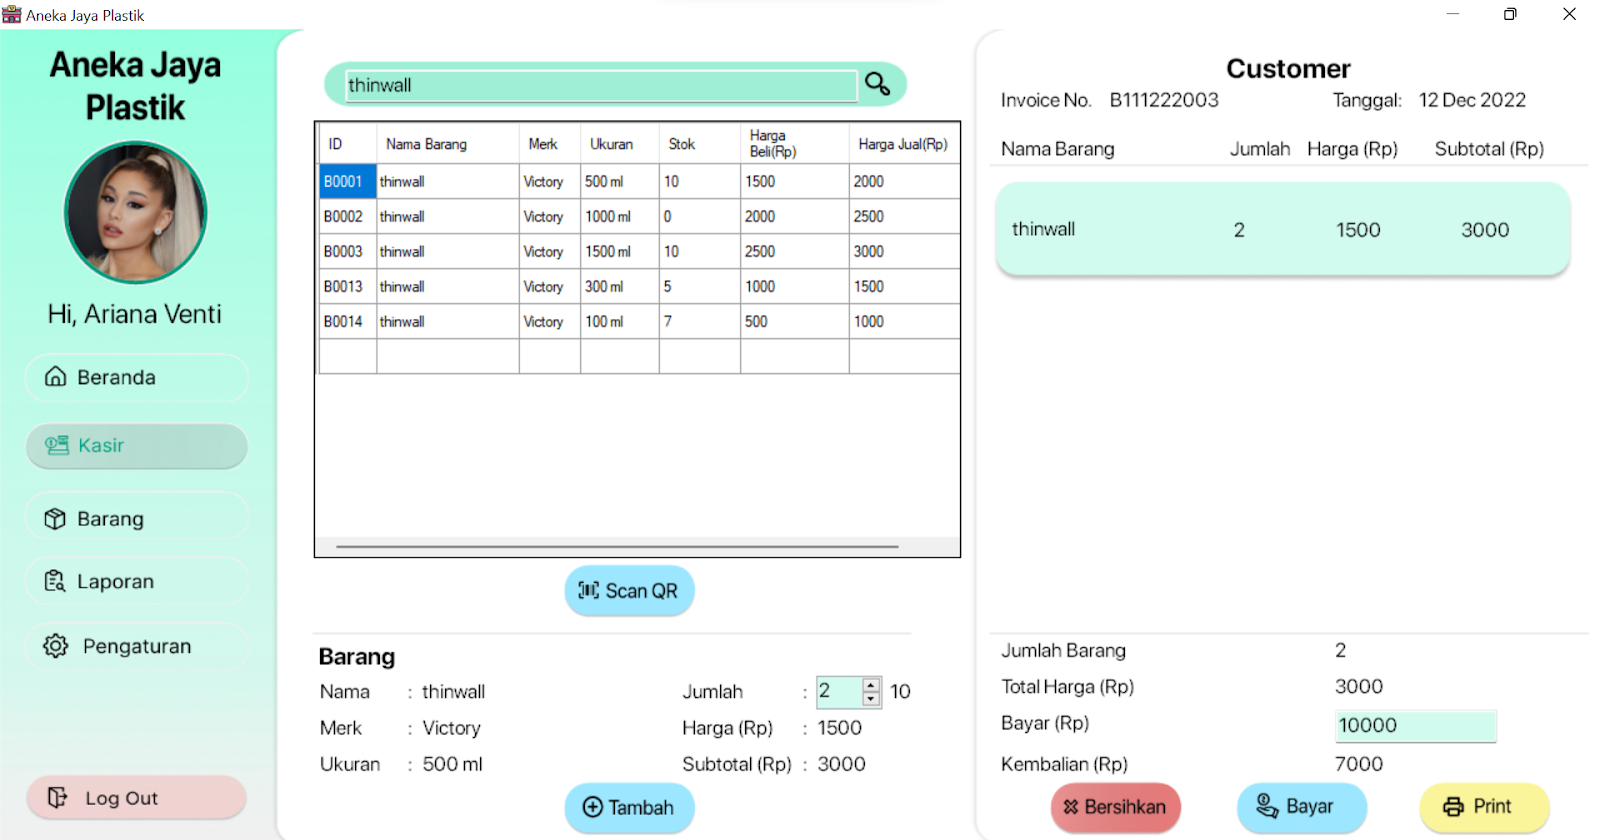 Aneka Jaya Plastik
Aneka Jaya
Plastik
Hi, Ariana Venti
Beranda
Kasir
Barang
Laporan
Pengaturan
Log Out
thinwall
ID Nama Barang Merk Ukuran Stok Harga Beli(Rp) Harga Jual(Rp)
B0001 thinwall Victory 500 ml 10 1500 2000
B0002 thinwall Victory 1000 ml 0 2000 2500
B0003 thinwall Victory 1500 ml 10 2500 3000
B0013 thinwall Victory 300 ml 5 1000 1500
B0014 thinwall Victory 100 ml 7 500 1000
Scan QR
Barang
Nama : thinwall Jumlah : 2 10
Merk : Victory Harga (Rp) : 1500
Ukuran : 500 ml Subtotal (Rp) : 3000
Tambah
Customer
Invoice No. B111222003 Tanggal: 12 Dec 2022
Nama Barang Jumlah Harga (Rp) Subtotal (Rp)
thinwall 2 1500 3000
Jumlah Barang 2
Total Harga (Rp) 3000
Bayar (Rp) 10000
Kembalian (Rp) 7000
Bersihkan Bayar Print